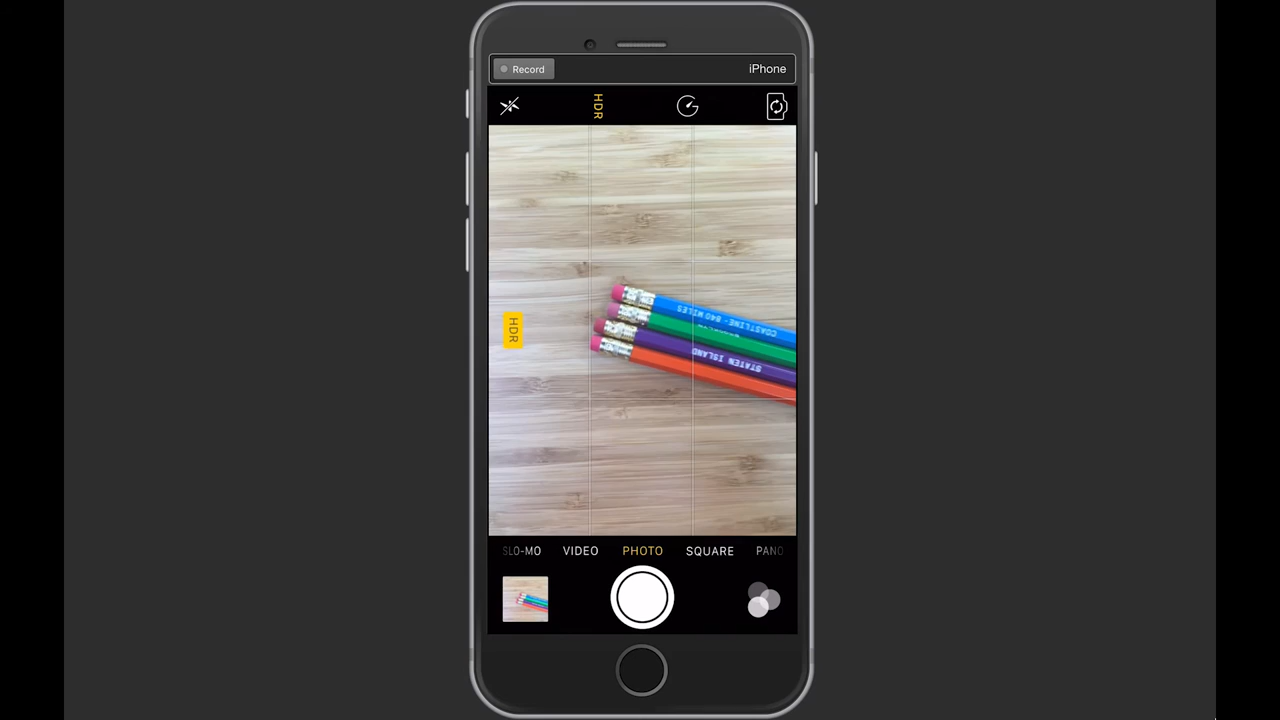 Record
iPhone
HDR
COASTLINE - 840 MILES
STATEN ISLAND
HDR
SLO-MO VIDEO PHOTO SQUARE PANO